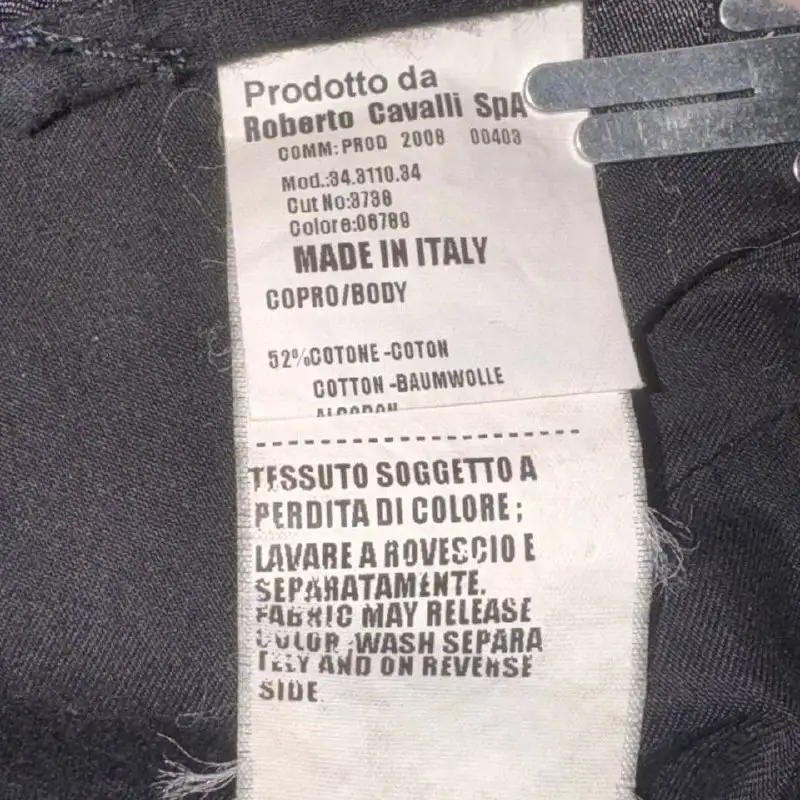 Prodotto da
Roberto Cavalli SpA
COMM: PROD 2008 00403
Mod.:34.3110.34
Cut No:3738
Colore:06789
MADE IN ITALY
COPRO/BODY
52%COTONE-COTON
COTTON-BAUMWOLLE
ALGODON
TESSUTO SOGGETTO A
PERDITA DI COLORE;
LAVARE A ROVESCIO E
SEPARATAMENTE.
FABRIC MAY RELEASE
COLOR ,WASH SEPARA
TELY AND ON REVERSE
SIDE.